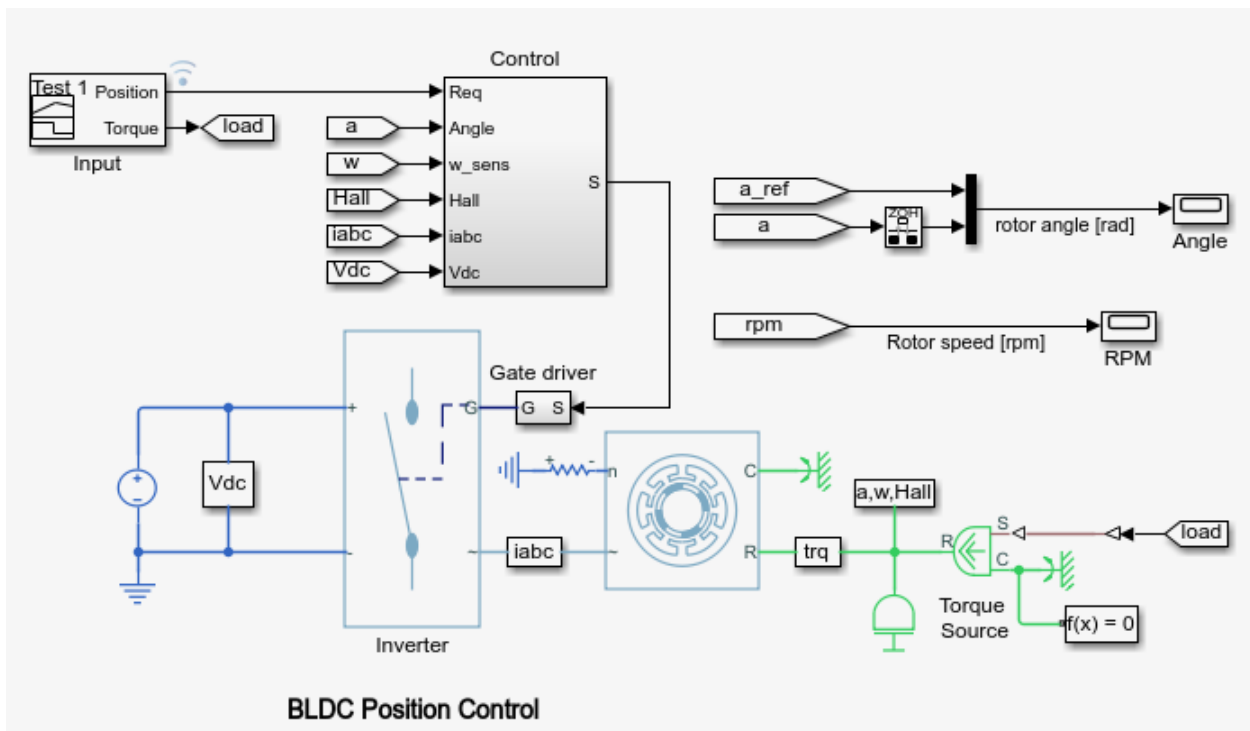 Control
Test 1
Position
Torque
load
Input
Req
a
Angle
w
w_sens
Hall
Hall
iabc
iabc
Vdc
Vdc
S
a_ref
a
ZOH
rotor angle [rad]
Angle
rpm
Rotor speed [rpm]
RPM
Gate driver
G
G
S
+
-
~
Vdc
+
-
Inverter
iabc
+
-
n
~
C
R
trq
a,w,Hall
R
S
C
load
Torque
Source
f(x) = 0
BLDC Position Control